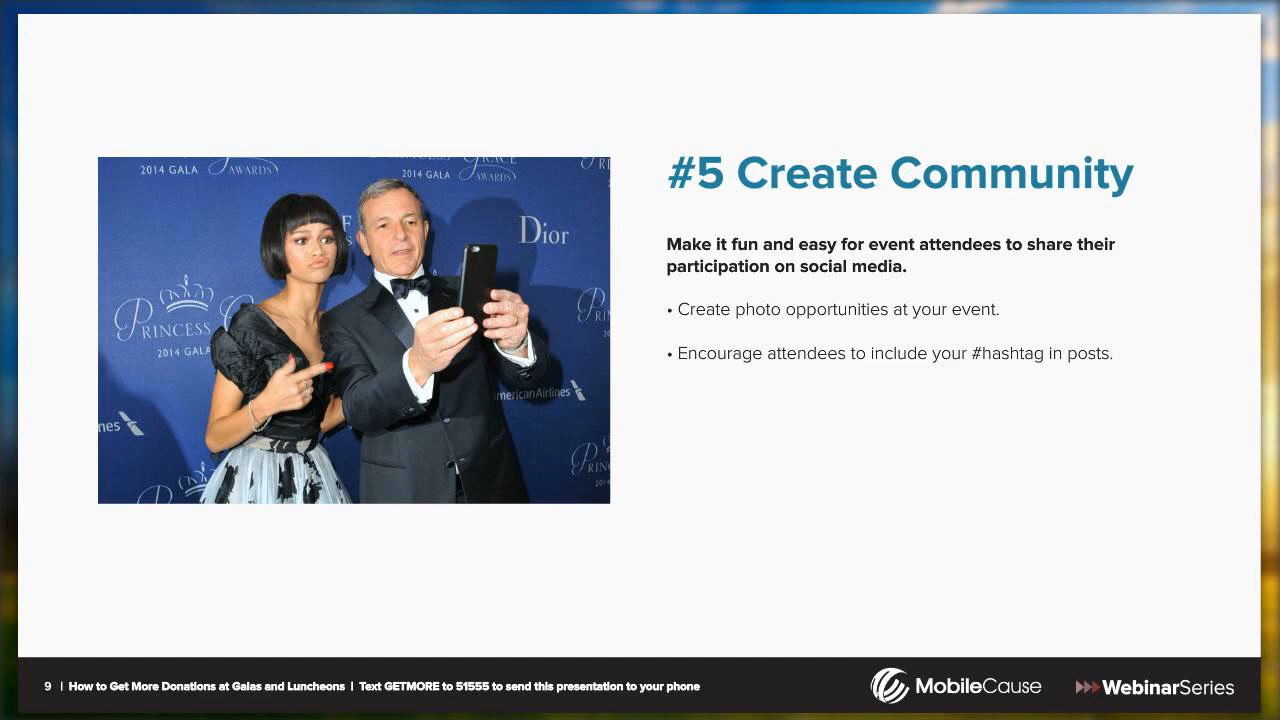 2014 GALA
AWARDS
PRINCESS GRACE
2014 GALA
AWARDS
Dior
PRINCESS
2014 GALA
AmericanAirlines
#5 Create Community
Make it fun and easy for event attendees to share their
participation on social media.
• Create photo opportunities at your event.
• Encourage attendees to include your #hashtag in posts.
9 | How to Get More Donations at Galas and Luncheons | Text GETMORE to 51555 to send this presentation to your phone
MobileCause
WebinarSeries